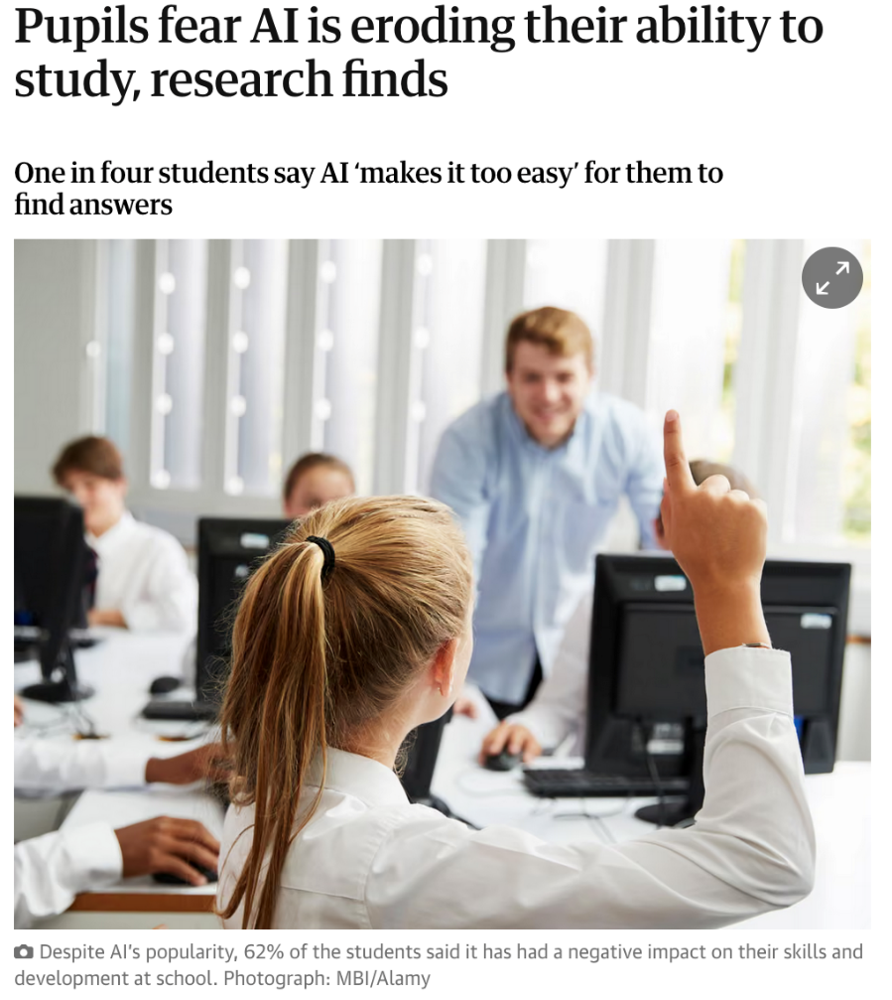 Pupils fear AI is eroding their ability to
study, research finds
One in four students say AI ‘makes it too easy’ for them to
find answers
Despite AI’s popularity, 62% of the students said it has had a negative impact on their skills and
development at school. Photograph: MBI/Alamy